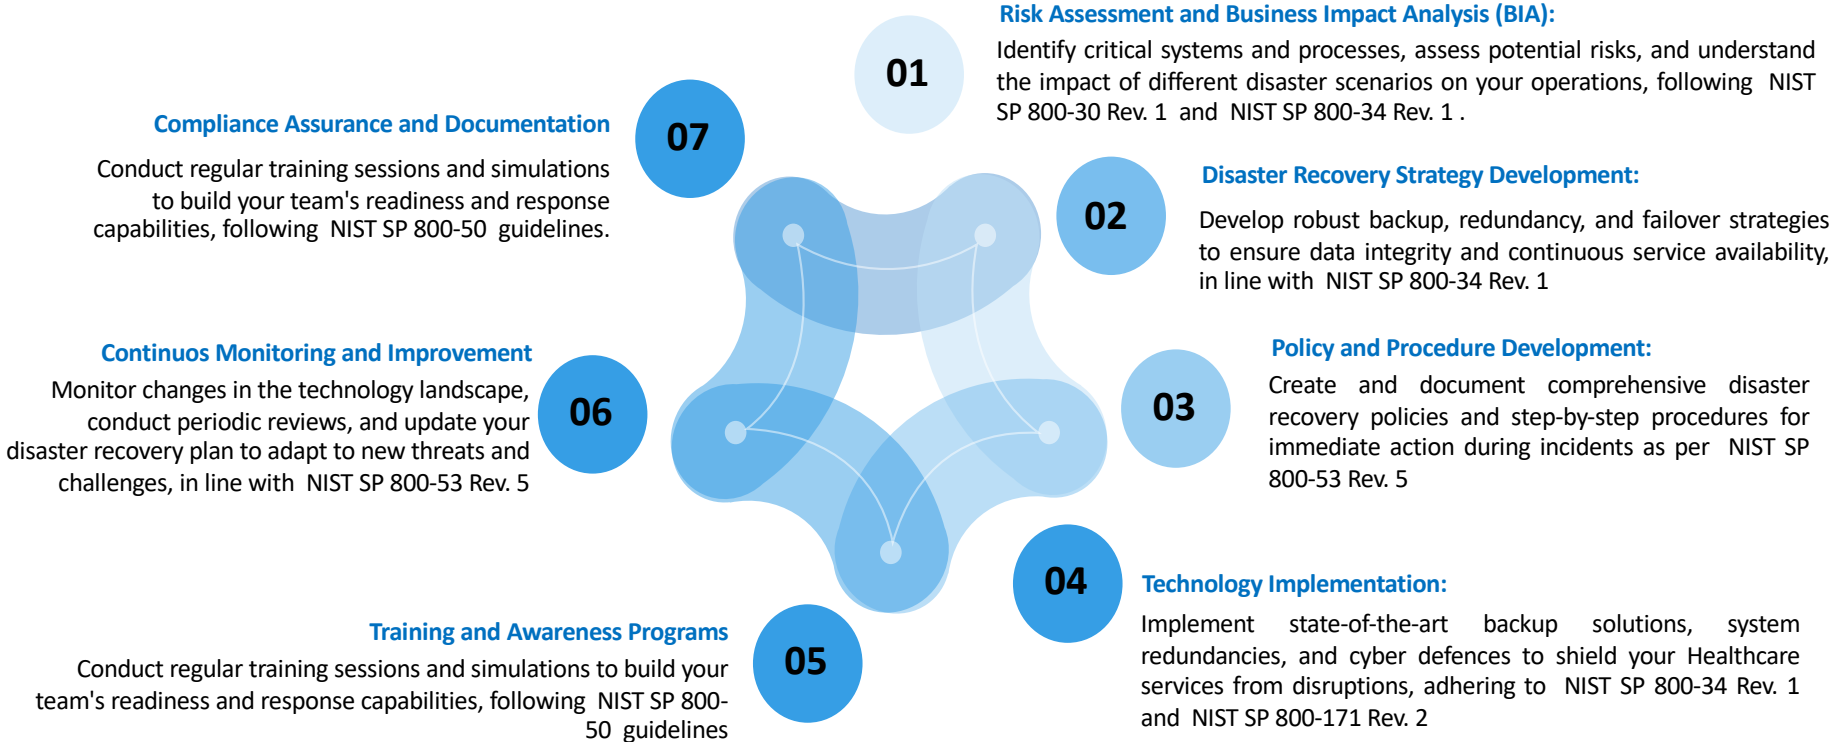 01
Risk Assessment and Business Impact Analysis (BIA):
Identify critical systems and processes, assess potential risks, and understand
the impact of different disaster scenarios on your operations, following NIST
SP 800-30 Rev. 1 and NIST SP 800-34 Rev. 1 .
02
Disaster Recovery Strategy Development:
Develop robust backup, redundancy, and failover strategies
to ensure data integrity and continuous service availability,
in line with NIST SP 800-34 Rev. 1
03
Policy and Procedure Development:
Create and document comprehensive disaster
recovery policies and step-by-step procedures for
immediate action during incidents as per NIST SP
800-53 Rev. 5
04
Technology Implementation:
Implement state-of-the-art backup solutions, system
redundancies, and cyber defences to shield your Healthcare
services from disruptions, adhering to NIST SP 800-34 Rev. 1
and NIST SP 800-171 Rev. 2
05
Training and Awareness Programs
Conduct regular training sessions and simulations to build your
team's readiness and response capabilities, following NIST SP 800-
50 guidelines
06
Continuos Monitoring and Improvement
Monitor changes in the technology landscape,
conduct periodic reviews, and update your
disaster recovery plan to adapt to new threats and
challenges, in line with NIST SP 800-53 Rev. 5
07
Compliance Assurance and Documentation
Conduct regular training sessions and simulations
to build your team's readiness and response
capabilities, following NIST SP 800-50 guidelines.